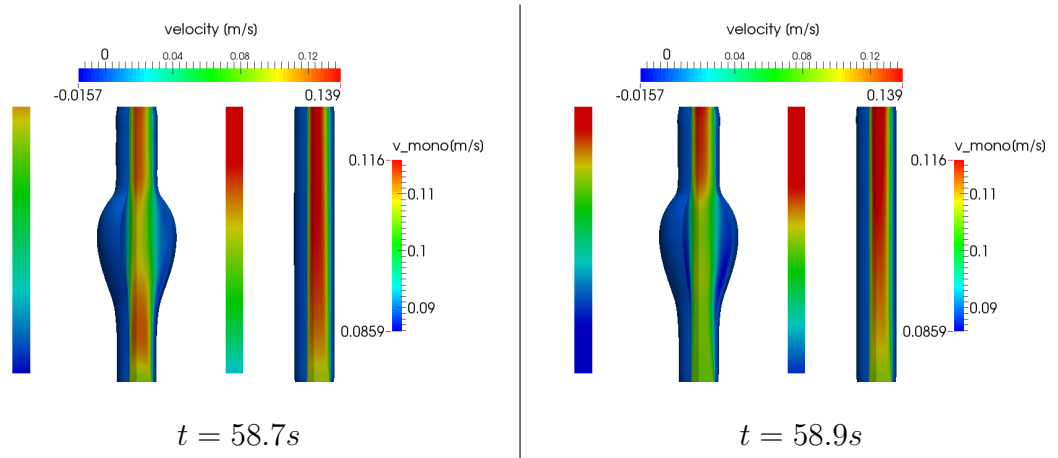 velocity (m/s)
0 0.04 0.08 0.12
-0.0157 0.139
v_mono(m/s)
0.116
0.11
0.1
0.09
0.0859
t = 58.7s
velocity (m/s)
0 0.04 0.08 0.12
-0.0157 0.139
v_mono(m/s)
0.116
0.11
0.1
0.09
0.0859
t = 58.9s